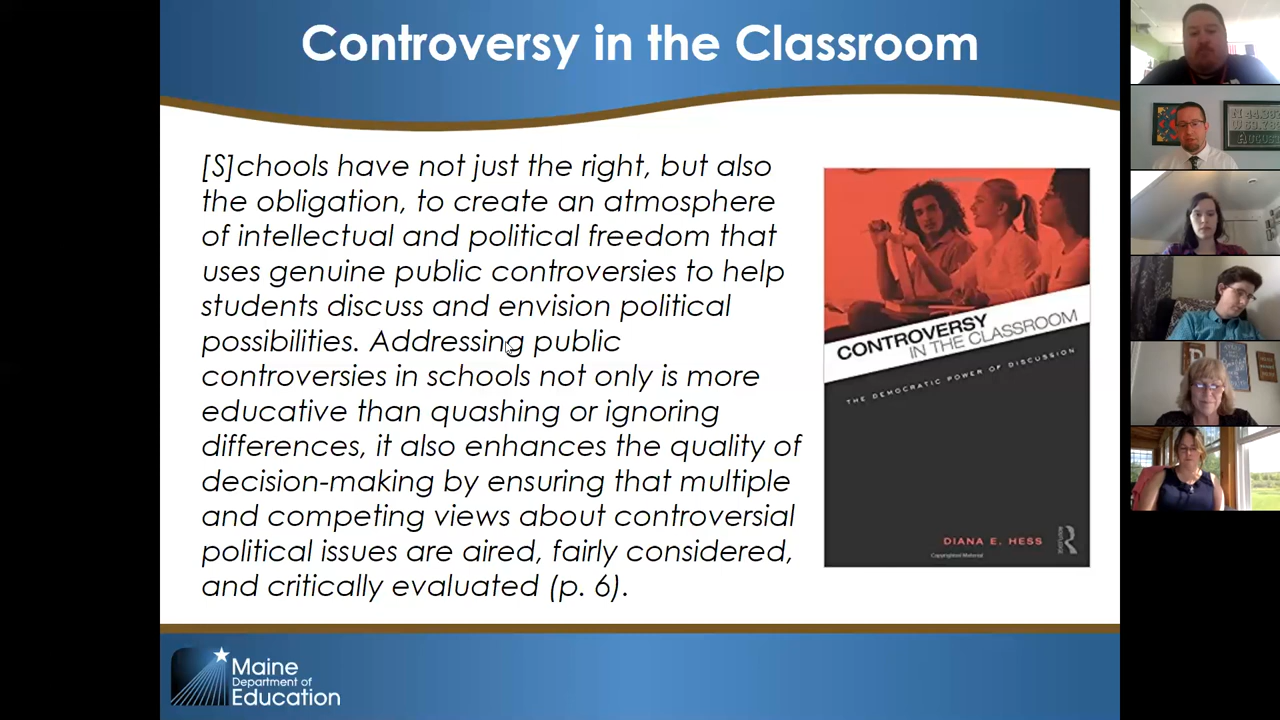 Controversy in the Classroom
[S]chools have not just the right, but also
the obligation, to create an atmosphere
of intellectual and political freedom that
uses genuine public controversies to help
students discuss and envision political
possibilities. Addressing public
controversies in schools not only is more
educative than quashing or ignoring
differences, it also enhances the quality of
decision-making by ensuring that multiple
and competing views about controversial
political issues are aired, fairly considered,
and critically evaluated (p. 6).
CONTROVERSY
IN THE CLASSROOM
THE DEMOCRATIC POWER OF DISCUSSION
DIANA E. HESS
Copyrighted Material
Maine
Department of
Education